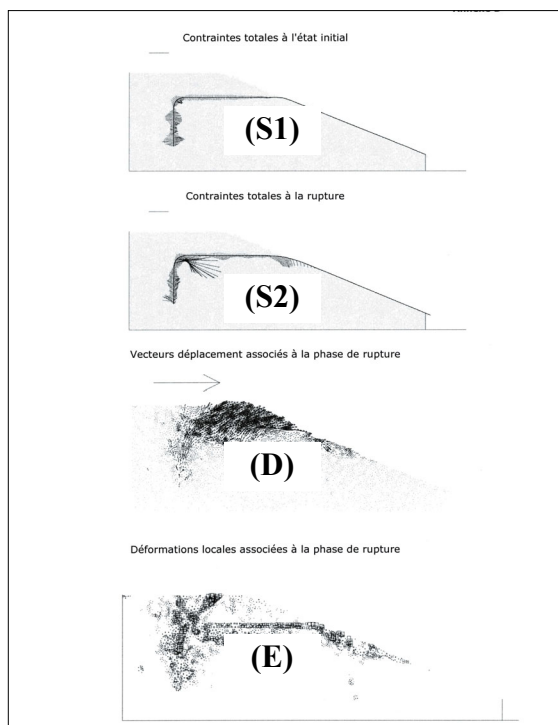 Contraintes totales à l'état initial
(S1)
Contraintes totales à la rupture
(S2)
Vecteurs déplacement associés à la phase de rupture
(D)
Déformations locales associées à la phase de rupture
(E)